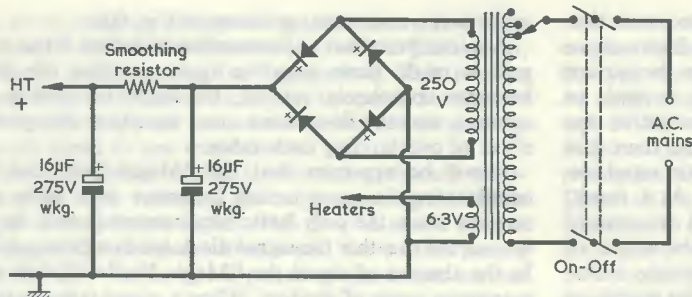 Smoothing
resistor
HT
+
16μF
275V
wkg.
+
16μF
275V
wkg.
+
+
+
+
+
250
V
Heaters
6·3V
A.C.
mains
On-Off